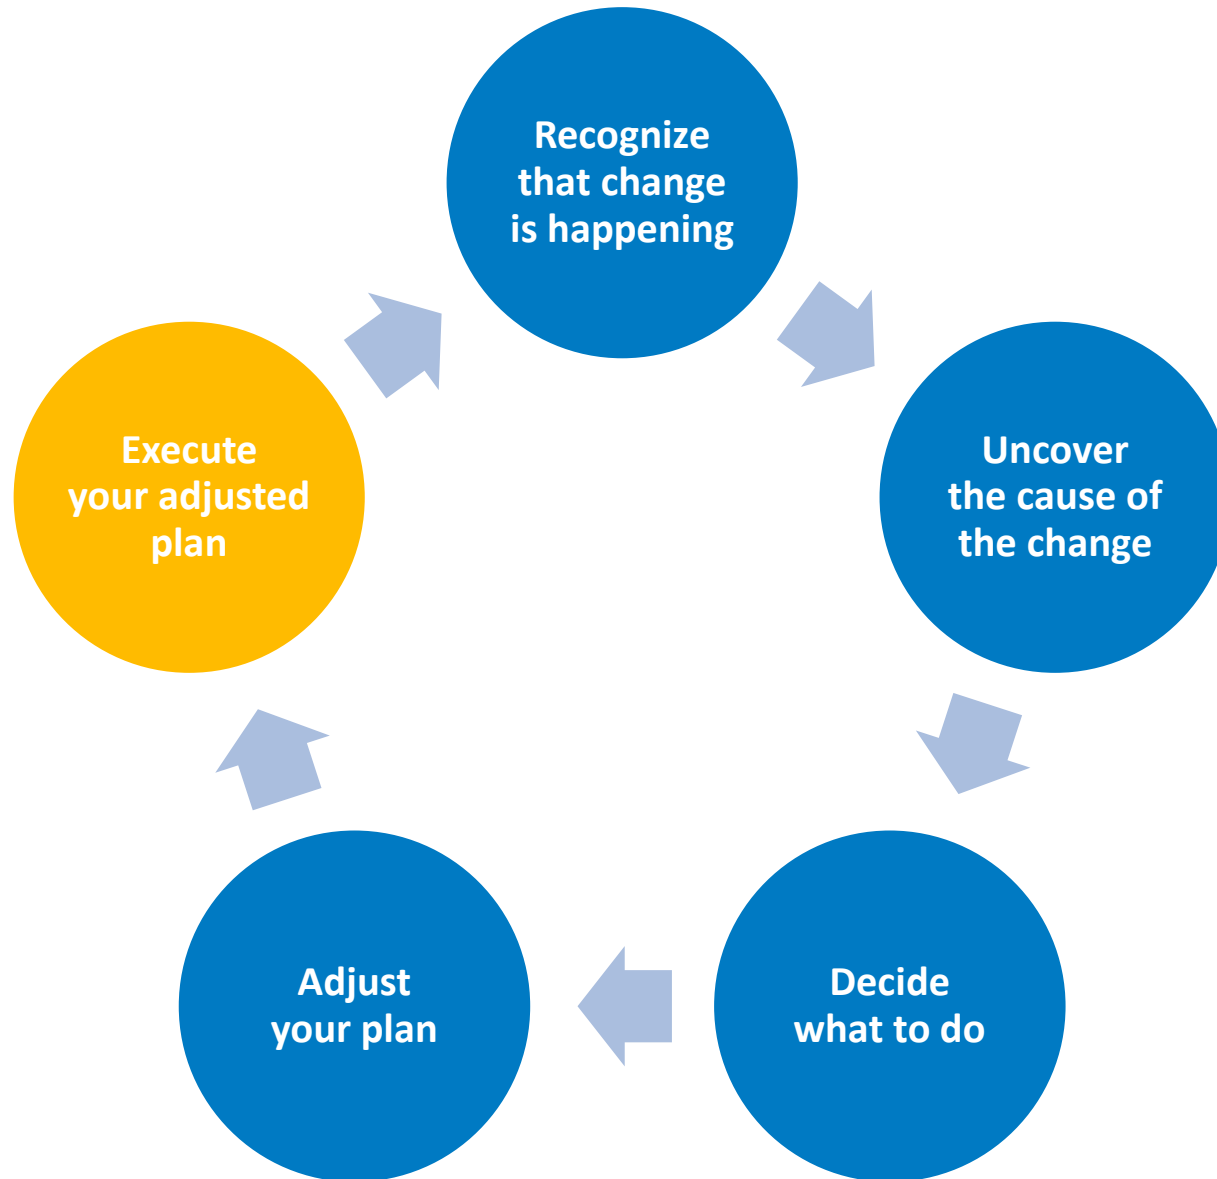 Recognize
that change
is happening
Uncover
the cause of
the change
Decide
what to do
Adjust
your plan
Execute
your adjusted
plan